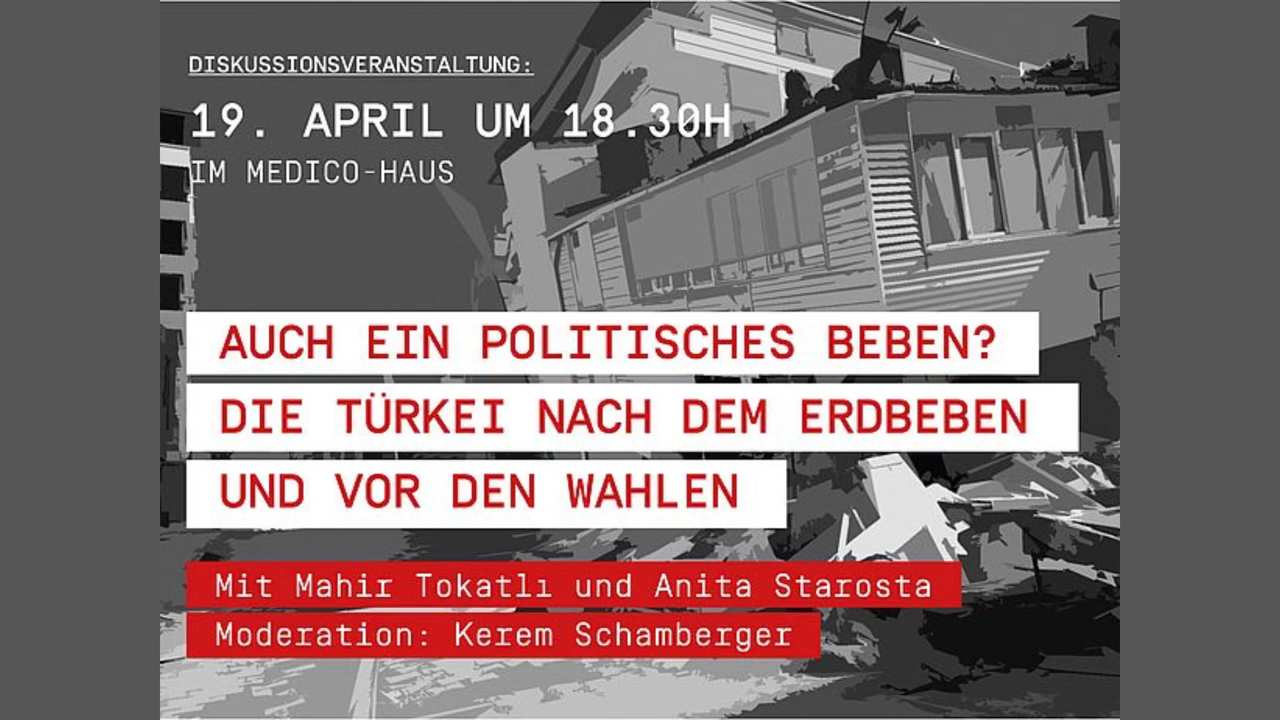 DISKUSSIONSVERANSTALTUNG:
19. APRIL UM 18.30H
IM MEDICO-HAUS
AUCH EIN POLITISCHES BEBEN?
DIE TÜRKEI NACH DEM ERDBEBEN
UND VOR DEN WAHLEN
Mit Mahir Tokatlı und Anita Starosta
Moderation: Kerem Schamberger